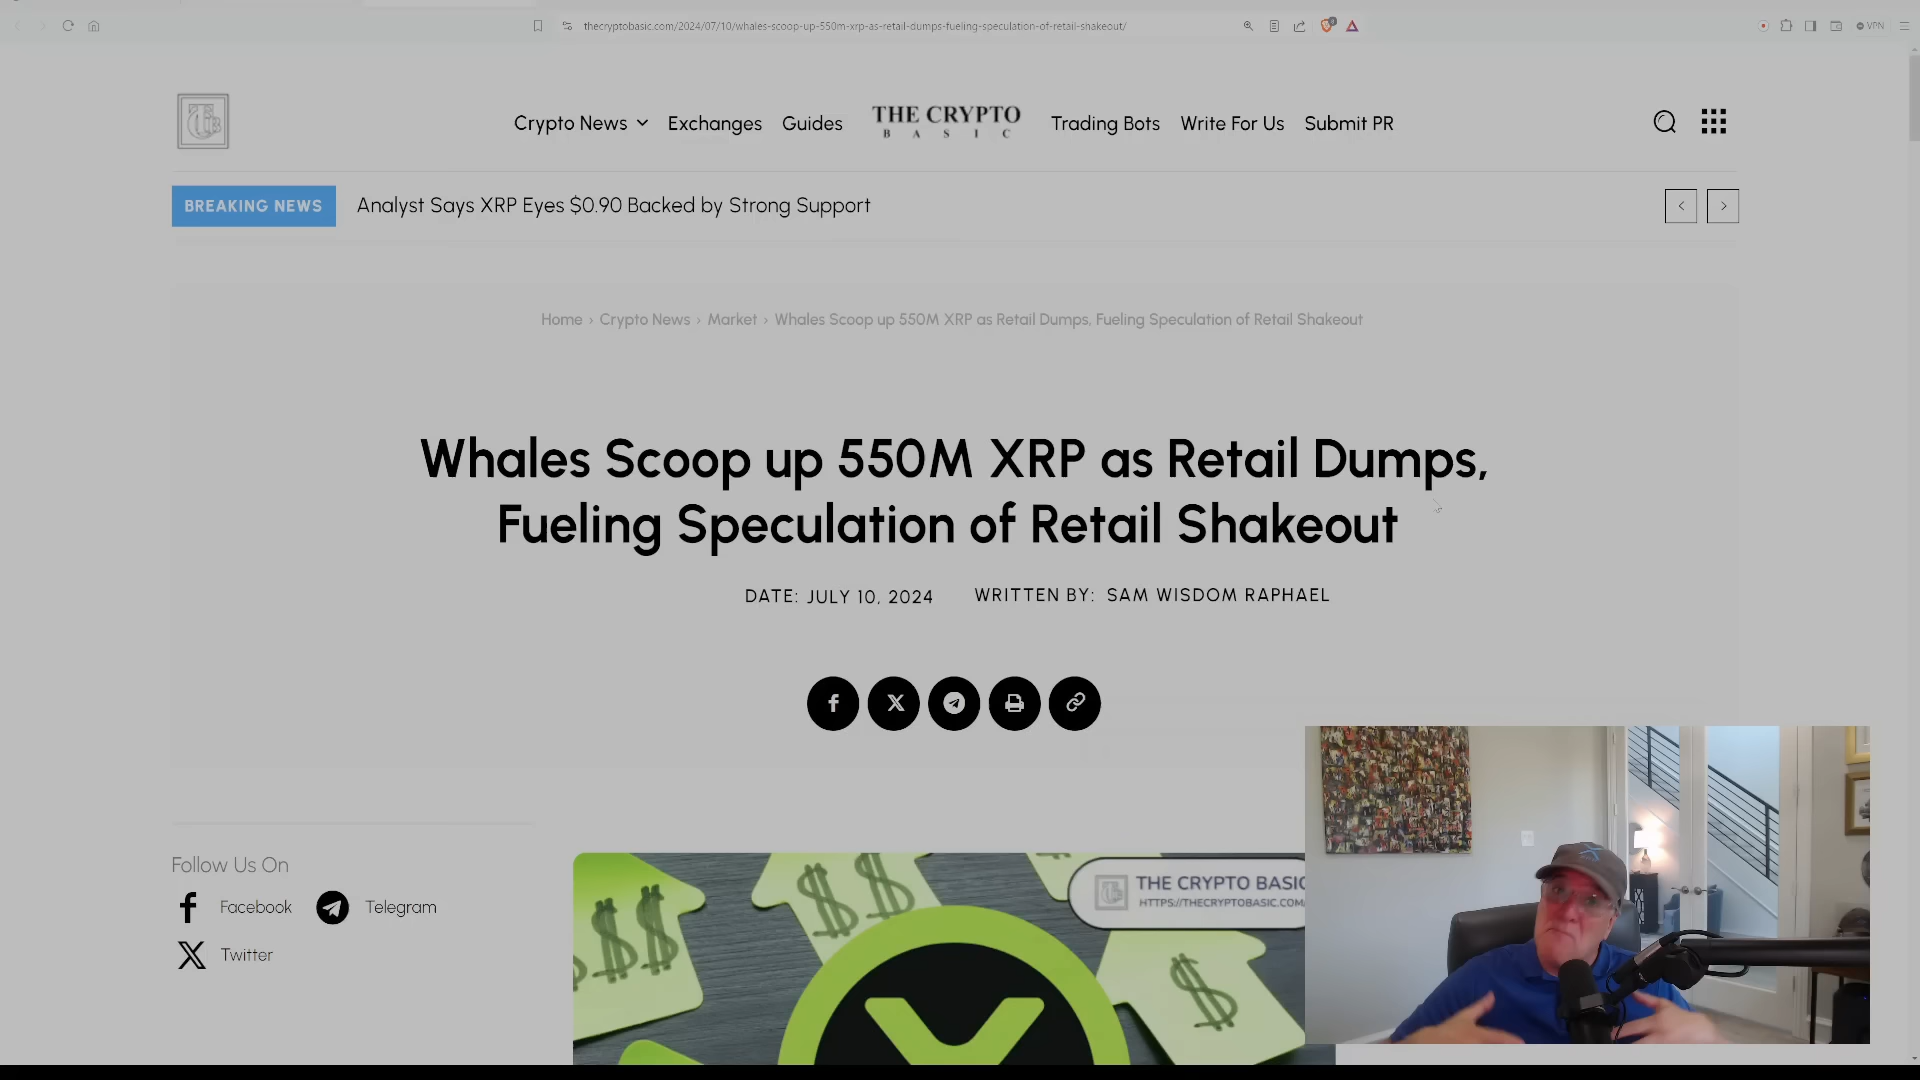 thecryptobasic.com/2024/07/10/whales-scoop-up-550m-xrp-as-retail-dumps-fueling-speculation-of-retail-shakeout/
VPN
Crypto News Exchanges Guides THE CRYPTO BASIC Trading Bots Write For Us Submit PR
BREAKING NEWS Analyst Says XRP Eyes $0.90 Backed by Strong Support
Home › Crypto News › Market › Whales Scoop up 550M XRP as Retail Dumps, Fueling Speculation of Retail Shakeout
Whales Scoop up 550M XRP as Retail Dumps,
Fueling Speculation of Retail Shakeout
DATE: JULY 10, 2024 WRITTEN BY: SAM WISDOM RAPHAEL
Follow Us On
Facebook Telegram
Twitter
THE CRYPTO BASIC
HTTPS://THECRYPTOBASIC.COM/